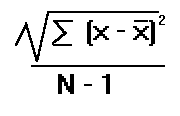 √ ∑ (x - x̅)²
N - 1